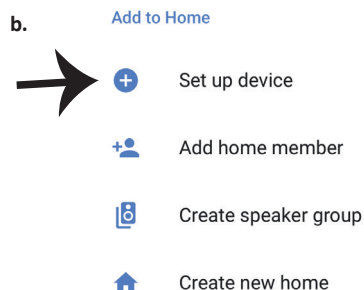 b.
Add to Home
Set up device
Add home member
Create speaker group
Create new home